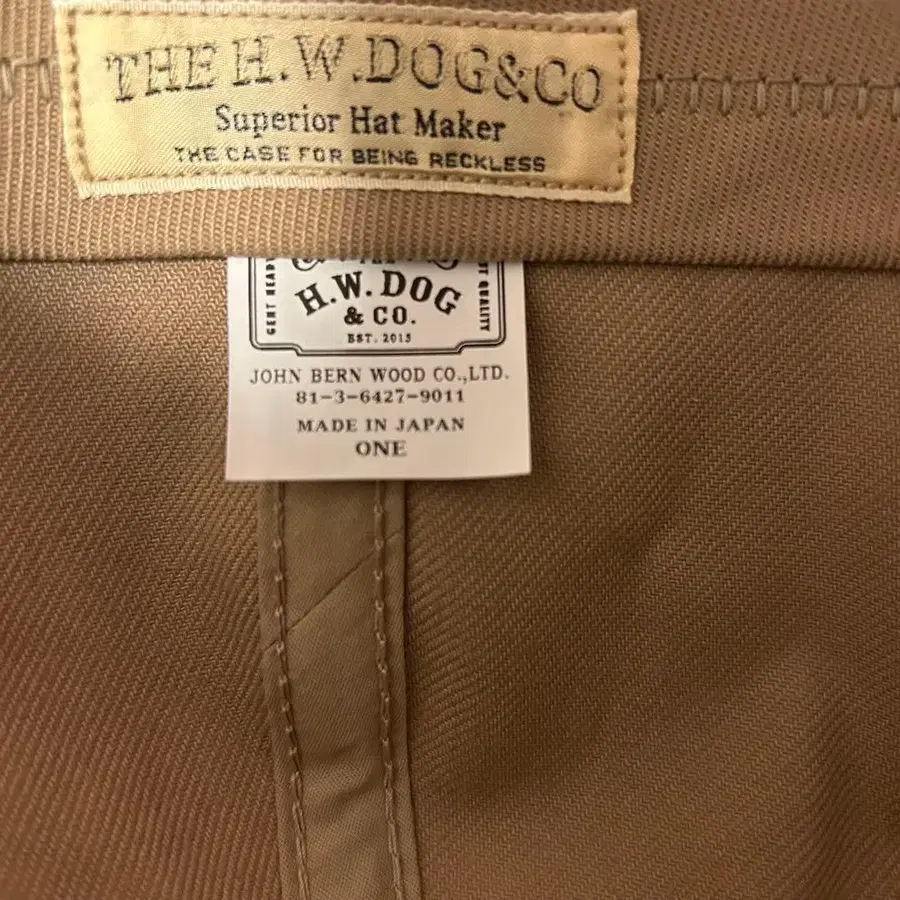 THE H.W.DOG&CO
Superior Hat Maker
THE CASE FOR BEING RECKLESS
H.W. DOG
& CO.
EST. 2015
QUALITY
JOHN BERN WOOD CO.,LTD.
81-3-6427-9011
MADE IN JAPAN
ONE